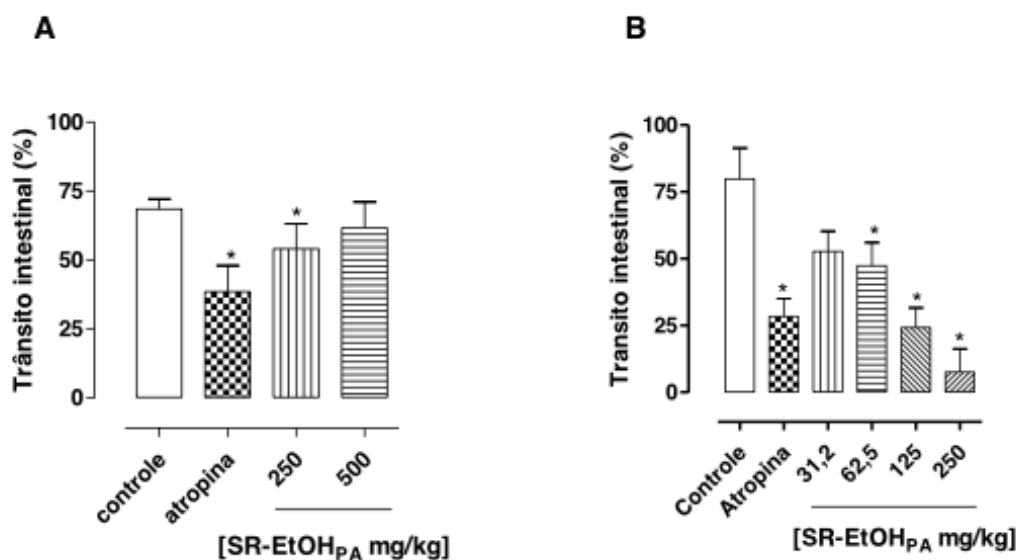 A
Trânsito intestinal (%)
100
75
50
25
0
*
*
controle
atropina
250
500
[SR-EtOHPA mg/kg]
B
Transito intestinal (%)
100
75
50
25
0
*
*
*
*
Controle
Atropina
31,2
62,5
125
250
[SR-EtOHPA mg/kg]